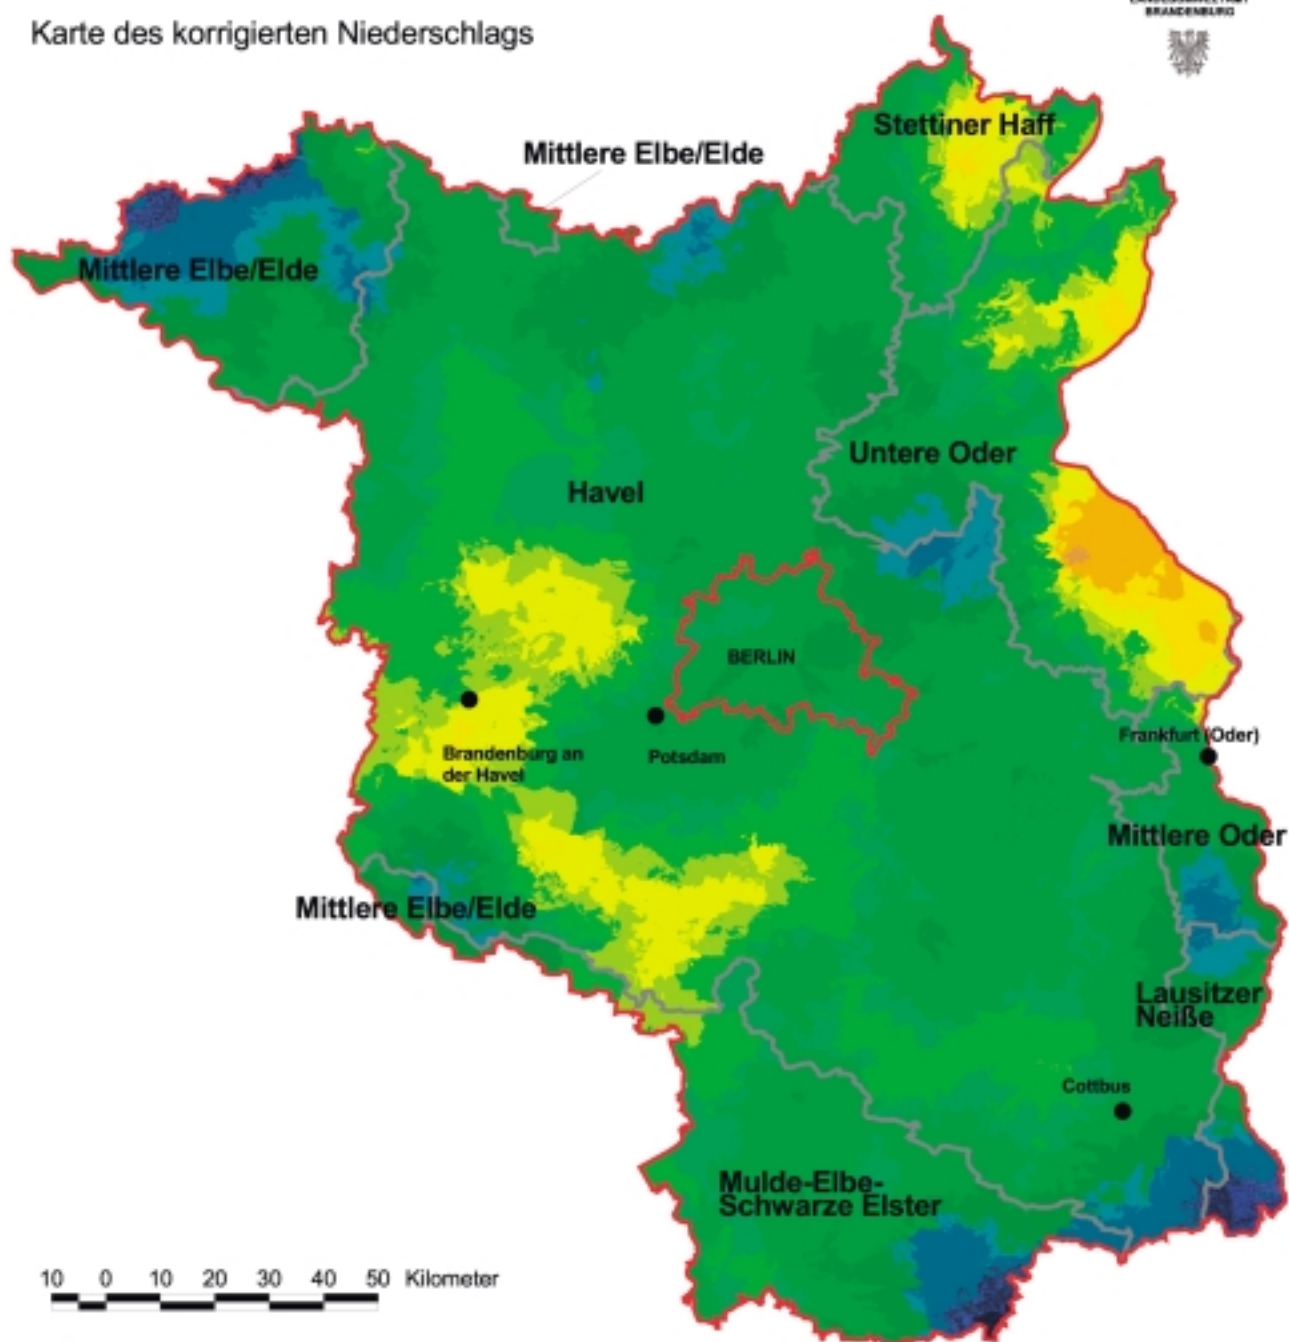 Karte des korrigierten Niederschlags
BRANDENBURG
Stettiner Haff
Mittlere Elbe/Elde
Mittlere Elbe/Elde
Untere Oder
Havel
BERLIN
Brandenburg an
der Havel
Potsdam
Frankfurt (Oder)
Mittlere Oder
Mittlere Elbe/Elde
Lausitzer
Neiße
Cottbus
Mulde-Elbe-
Schwarze Elster
10 0 10 20 30 40 50 Kilometer